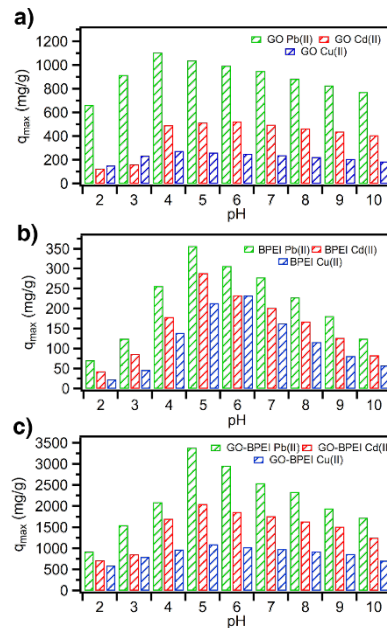 a)
GO Pb(II) GO Cd(II)
GO Cu(II)
1200
1000
800
600
400
200
0
qmax (mg/g)
2 3 4 5 6 7 8 9 10
pH
b)
BPEI Pb(II) BPEI Cd(II)
BPEI Cu(II)
350
300
250
200
150
100
50
0
qmax (mg/g)
2 3 4 5 6 7 8 9 10
pH
c)
GO-BPEI Pb(II) GO-BPEI Cd(II)
GO-BPEI Cu(II)
3500
3000
2500
2000
1500
1000
500
0
qmax (mg/g)
2 3 4 5 6 7 8 9 10
pH